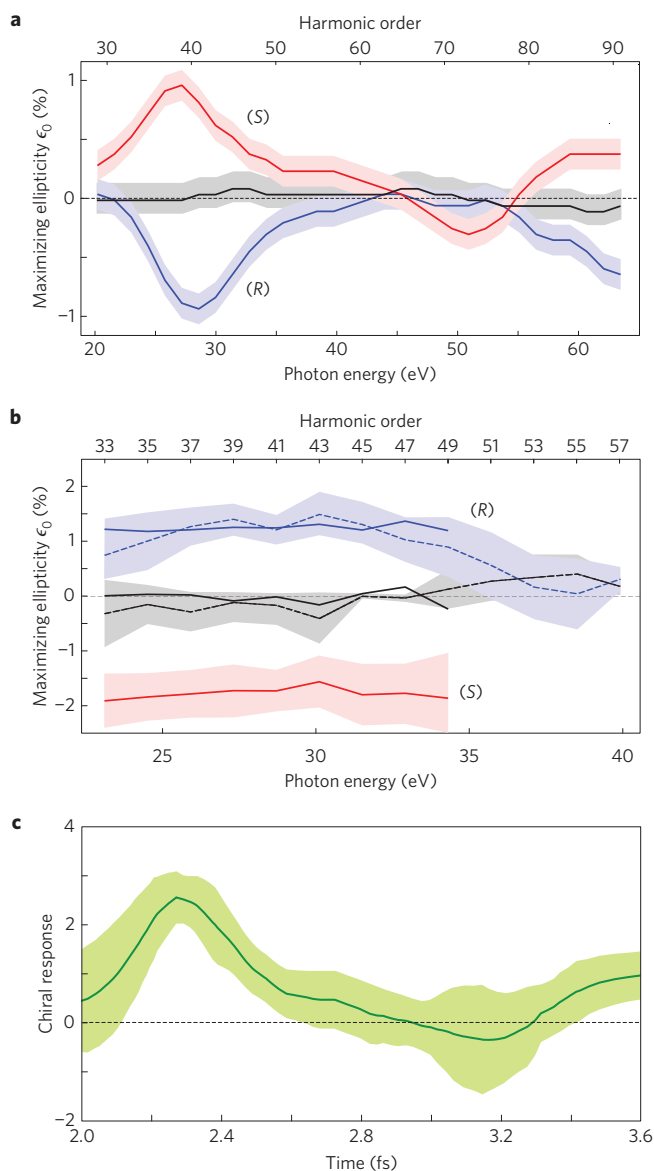 a
Harmonic order
30 40 50 60 70 80 90
Maximizing ellipticity ϵ0 (%)
1
0
−1
(S)
(R)
20 30 40 50 60
Photon energy (eV)
b
Harmonic order
33 35 37 39 41 43 45 47 49 51 53 55 57
Maximizing ellipticity ϵ0 (%)
2
1
0
−1
−2
(R)
(S)
25 30 35 40
Photon energy (eV)
c
Chiral response
4
2
0
−2
2.0 2.4 2.8 3.2 3.6
Time (fs)